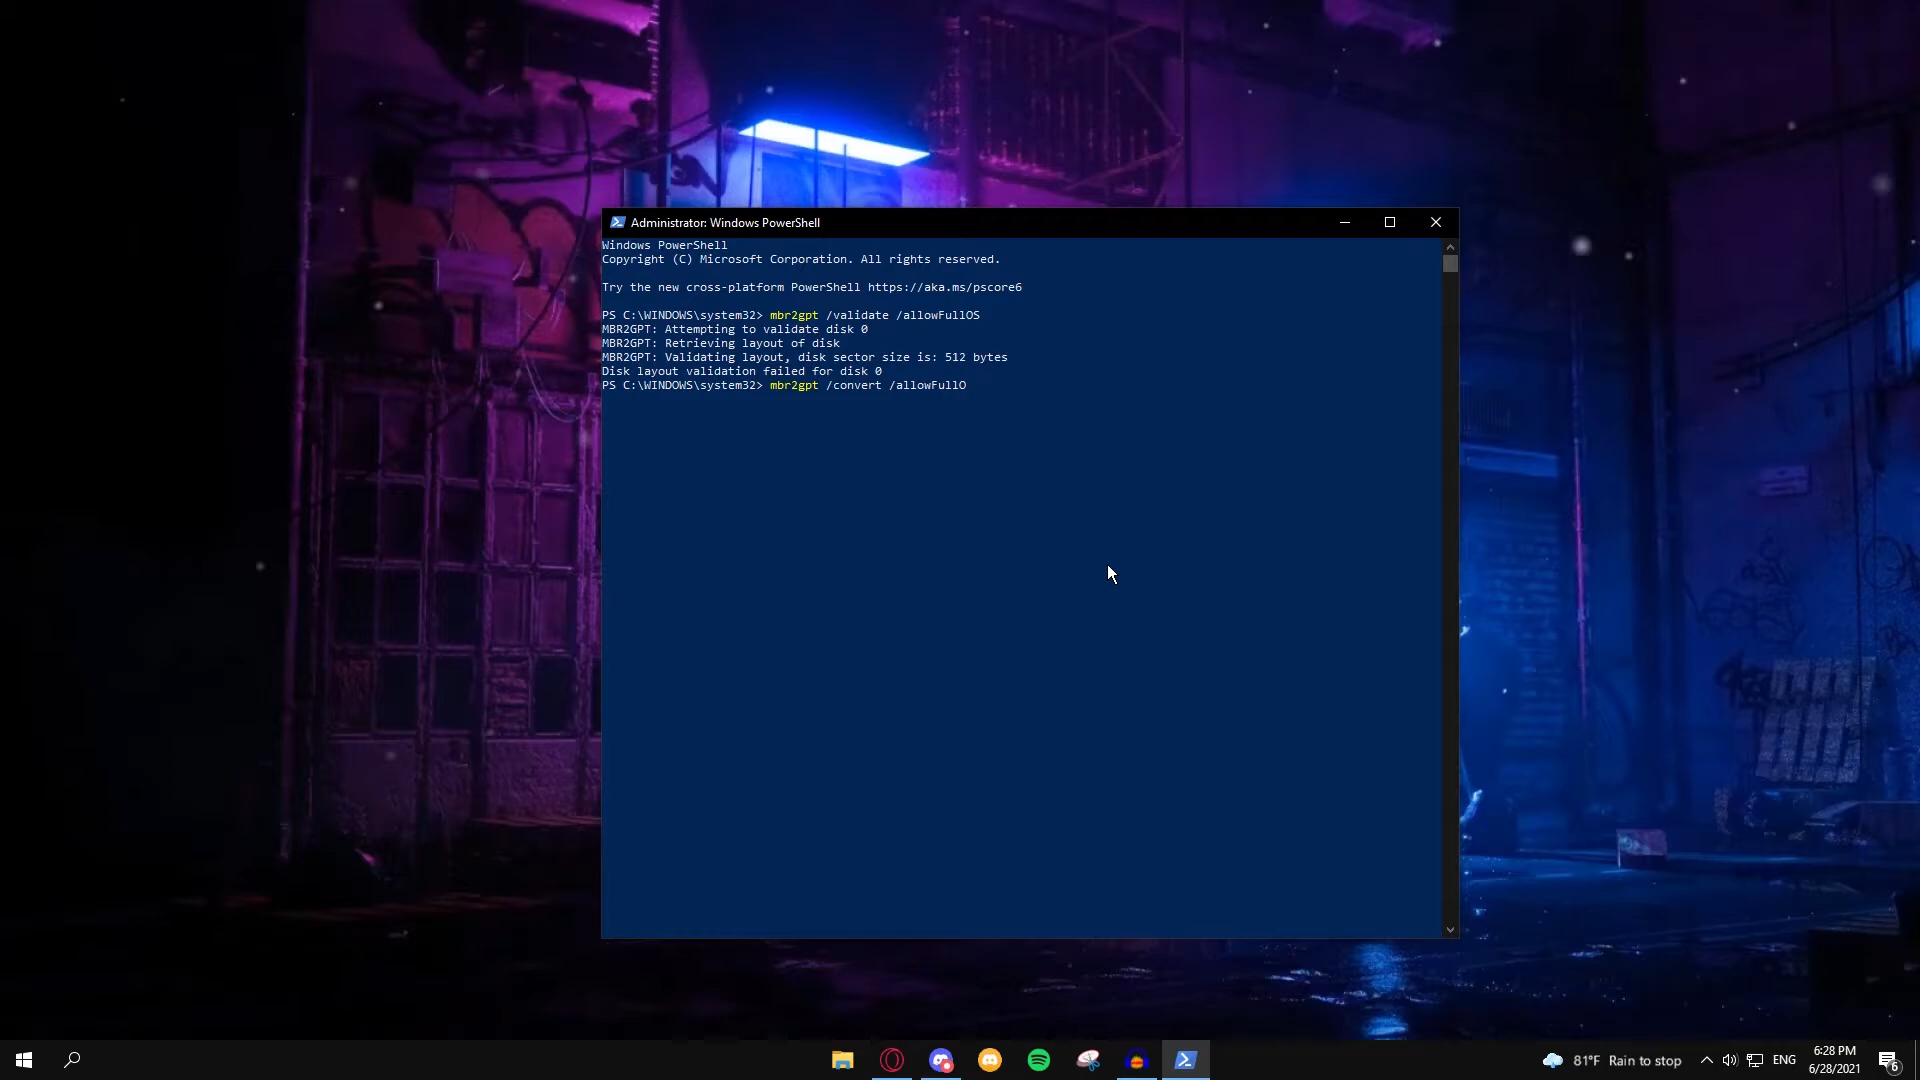 Administrator: Windows PowerShell
Windows PowerShell
Copyright (C) Microsoft Corporation. All rights reserved.
Try the new cross-platform PowerShell https://aka.ms/pscore6
PS C:\WINDOWS\system32> mbr2gpt /validate /allowFullOS
MBR2GPT: Attempting to validate disk 0
MBR2GPT: Retrieving layout of disk
MBR2GPT: Validating layout, disk sector size is: 512 bytes
Disk layout validation failed for disk 0
PS C:\WINDOWS\system32> mbr2gpt /convert /allowFullO
81°F Rain to stop
ENG
6:28 PM
6/28/2021
6